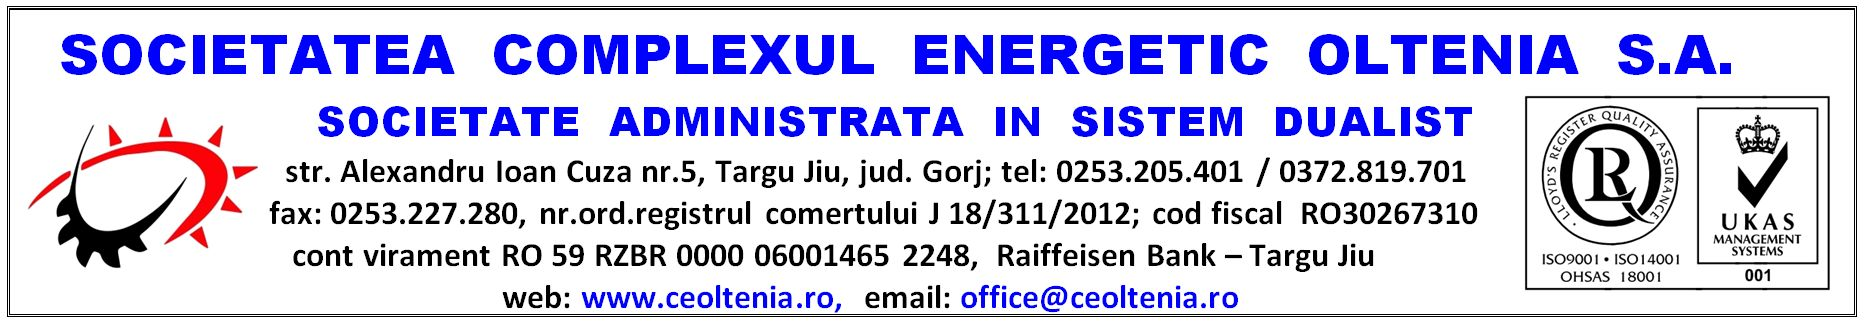 SOCIETATEA COMPLEXUL ENERGETIC OLTENIA S.A.
SOCIETATE ADMINISTRATA IN SISTEM DUALIST
str. Alexandru Ioan Cuza nr.5, Targu Jiu, jud. Gorj; tel: 0253.205.401 / 0372.819.701
fax: 0253.227.280, nr.ord.registrul comertului J 18/311/2012; cod fiscal RO30267310
cont virament RO 59 RZBR 0000 06001465 2248, Raiffeisen Bank – Targu Jiu
web: www.ceoltenia.ro, email: office@ceoltenia.ro
• LLOYD'S REGISTER QUALITY ASSURANCE •
LRQ
ISO9001 • ISO14001
OHSAS 18001
UKAS
MANAGEMENT
SYSTEMS
001